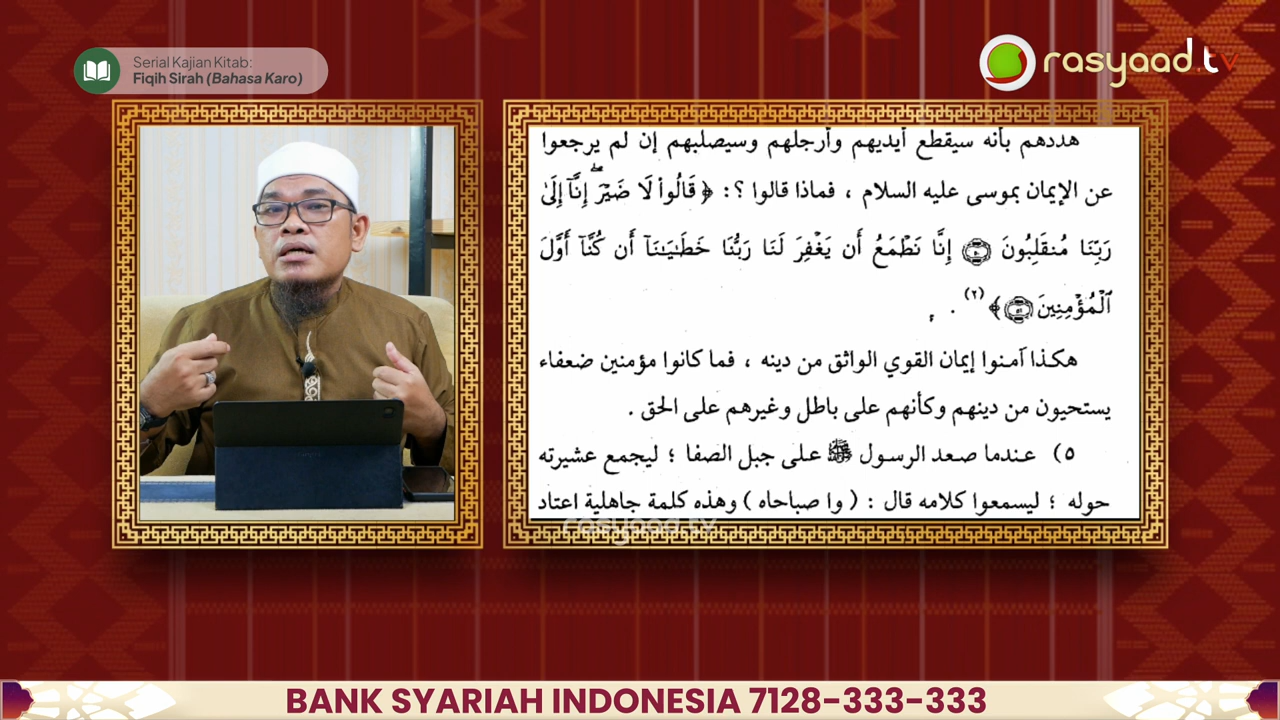 Serial Kajian Kitab:
Fiqih Sirah (Bahasa Karo)
rasyaad.tv
هددهم بأنه سيقطع أيديهم وأرجلهم وسيصلبهم إن لم يرجعوا
عن الإيمان بموسى عليه السلام ، فماذا قالوا ؟ : ﴿ قَالُوا۟ لَا ضَيْرَ ۖ إِنَّآ إِلَىٰ
رَبِّنَا مُنقَلِبُونَ ۝ إِنَّا نَطْمَعُ أَن يَغْفِرَ لَنَا رَبُّنَا خَطَـٰيَـٰنَآ أَن كُنَّآ أَوَّلَ
ٱلْمُؤْمِنِينَ ۝ ﴾ (٢) .
هكذا آمنوا إيمان القوي الواثق من دينه ، فما كانوا مؤمنين ضعفاء
يستحيون من دينهم وكأنهم على باطل وغيرهم على الحق .
٥) عندما صعد الرسول ﷺ على جبل الصفا ؛ ليجمع عشيرته
حوله ؛ ليسمعوا كلامه قال : ( وا صباحاه ) وهذه كلمة جاهلية اعتاد
rasyaad.tv
BANK SYARIAH INDONESIA 7128-333-333